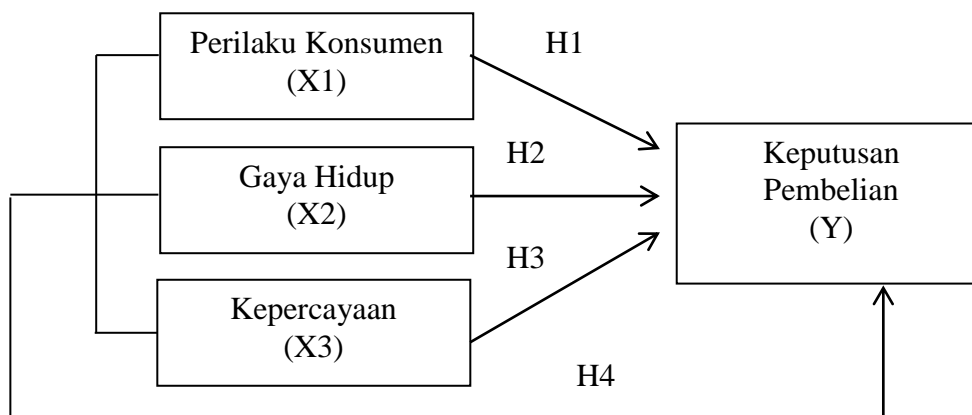 Perilaku Konsumen
(X1)
H1
Gaya Hidup
(X2)
H2
Kepercayaan
(X3)
H3
H4
Keputusan
Pembelian
(Y)